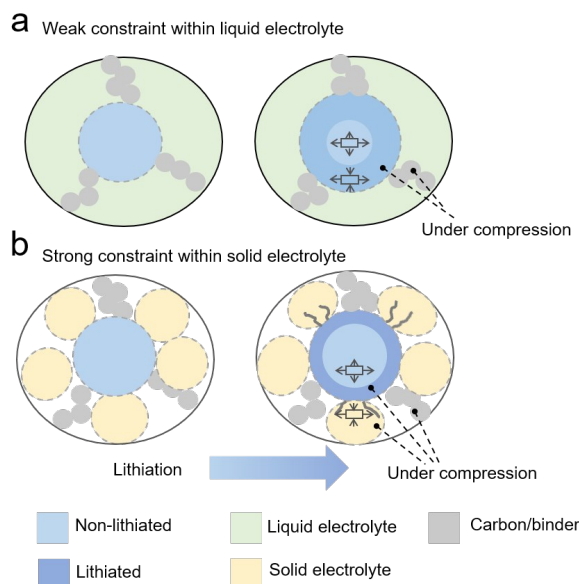 a Weak constraint within liquid electrolyte
Under compression
b Strong constraint within solid electrolyte
Lithiation
Under compression
Non-lithiated Liquid electrolyte Carbon/binder
Lithiated Solid electrolyte